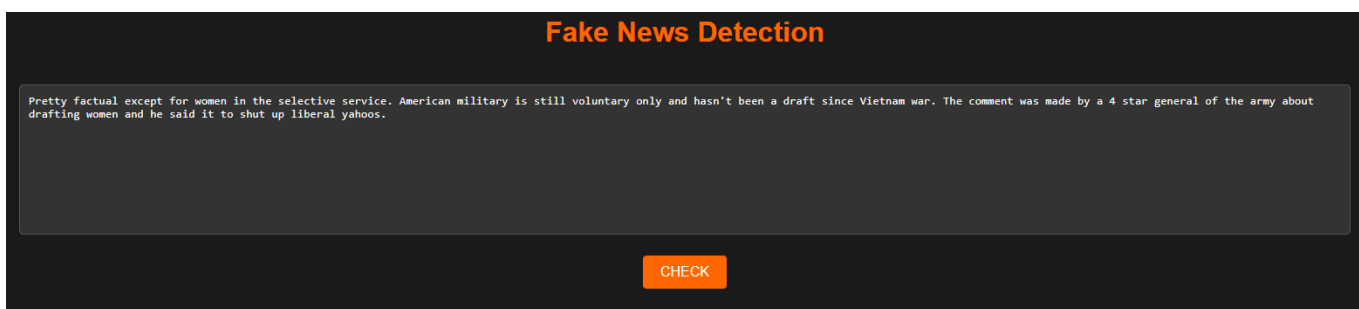 Fake News Detection
Pretty factual except for women in the selective service. American military is still voluntary only and hasn't been a draft since Vietnam war. The comment was made by a 4 star general of the army about
drafting women and he said it to shut up liberal yahoos.
CHECK